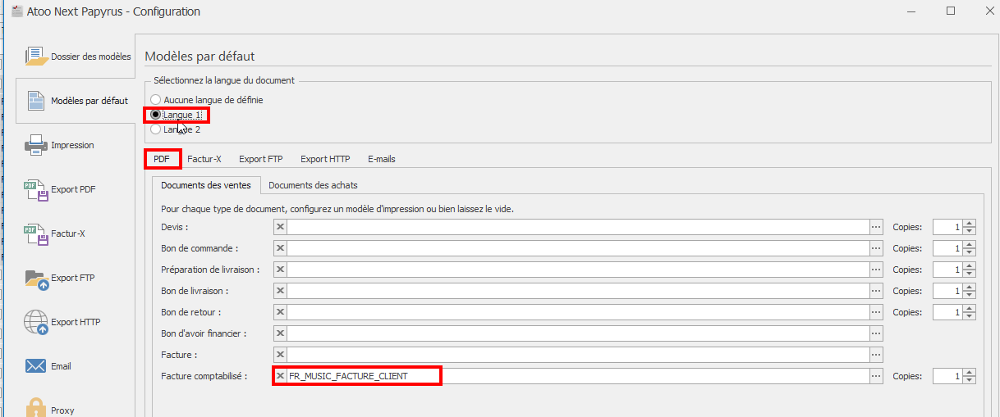 Atoo Next Papyrus - Configuration
Dossier des modèles
Modèles par défaut
Impression
Export PDF
Factur-X
Export FTP
Export HTTP
Email
Proxy
Modèles par défaut
Sélectionnez la langue du document
Aucune langue de définie
Langue 1
Langue 2
PDF Factur-X Export FTP Export HTTP E-mails
Documents des ventes Documents des achats
Pour chaque type de document, configurez un modèle d'impression ou bien laissez le vide.
Devis : Copies: 1
Bon de commande : Copies: 1
Préparation de livraison : Copies: 1
Bon de livraison : Copies: 1
Bon de retour : Copies: 1
Bon d'avoir financier :
Facture :
Facture comptabilisé : FR_MUSIC_FACTURE_CLIENT Copies: 1